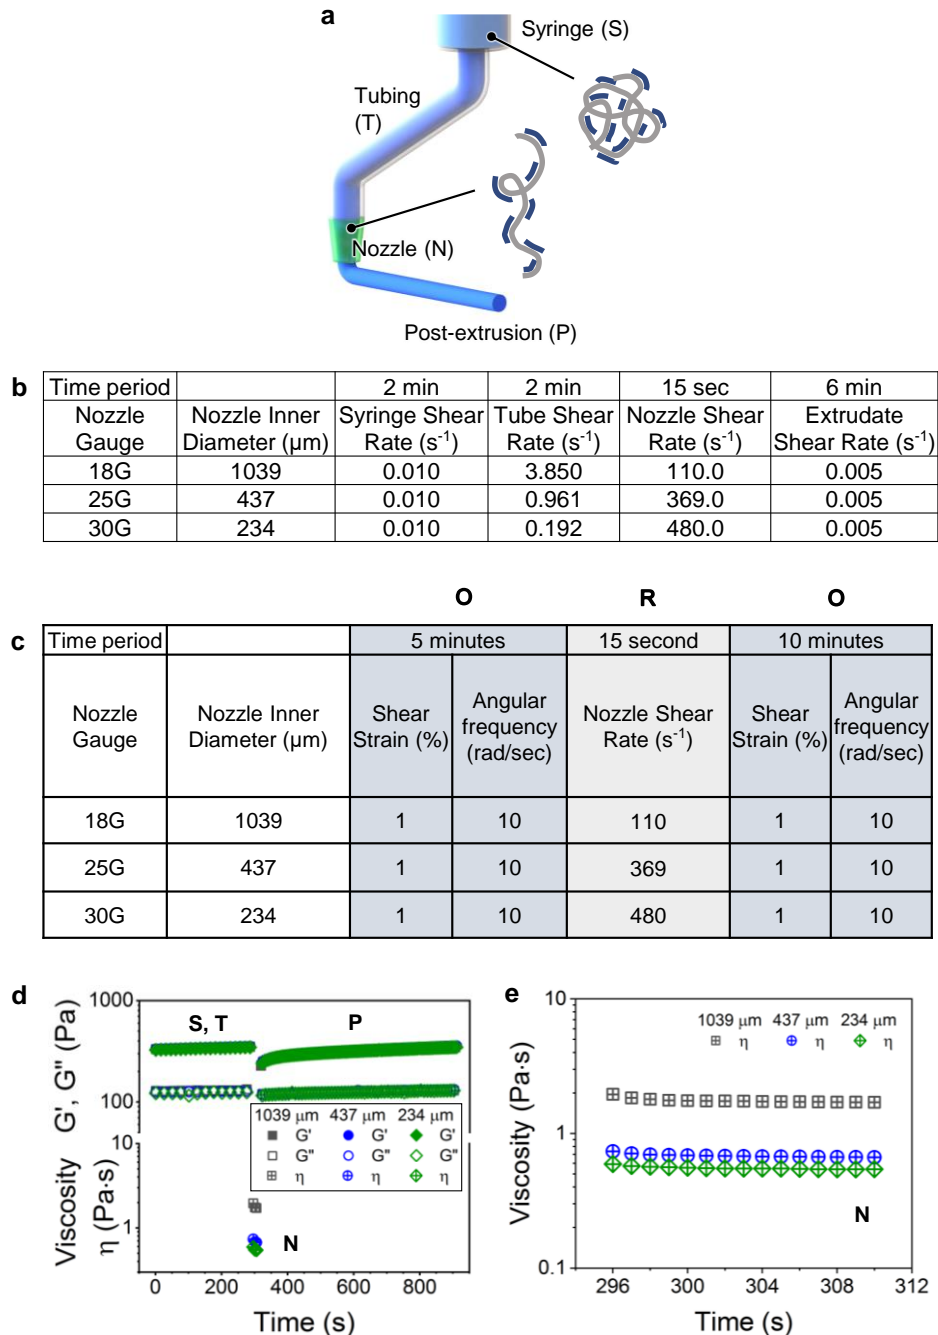 a
Syringe (S)
Tubing
(T)
Nozzle (N)
Post-extrusion (P)
b
Time period 2 min 2 min 15 sec 6 min
Nozzle Gauge Nozzle Inner Diameter (µm) Syringe Shear Rate (s⁻¹) Tube Shear Rate (s⁻¹) Nozzle Shear Rate (s⁻¹) Extrudate Shear Rate (s⁻¹)
18G 1039 0.010 3.850 110.0 0.005
25G 437 0.010 0.961 369.0 0.005
30G 234 0.010 0.192 480.0 0.005
O R O
c
Time period 5 minutes 15 second 10 minutes
Nozzle Gauge Nozzle Inner Diameter (µm) Shear Strain (%) Angular frequency (rad/sec) Nozzle Shear Rate (s⁻¹) Shear Strain (%) Angular frequency (rad/sec)
18G 1039 1 10 110 1 10
25G 437 1 10 369 1 10
30G 234 1 10 480 1 10
d
G', G'' (Pa)
Viscosity η (Pa·s)
1000
100
10
1
S, T P
1039 µm 437 µm 234 µm
G' G' G'
G'' G'' G''
η η η
N
0 200 400 600 800
Time (s)
e
Viscosity (Pa·s)
10
1
0.1
1039 µm 437 µm 234 µm
η η η
N
296 300 304 308 312
Time (s)